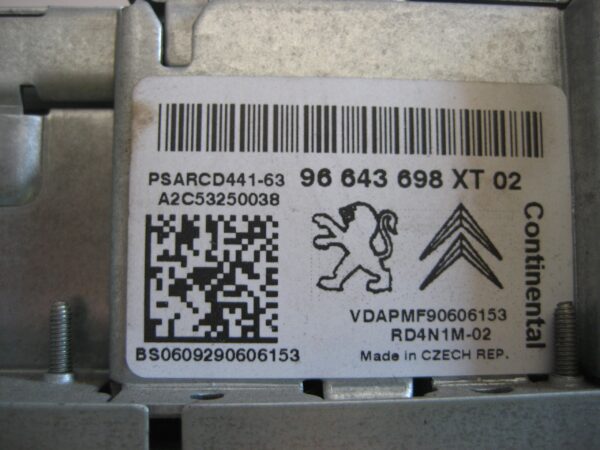 PSARCD441-63 96 643 698 XT 02
A2C53250038
VDAPMF90606153
RD4N1M-02
BS0609290606153
Made in CZECH REP.
Continental